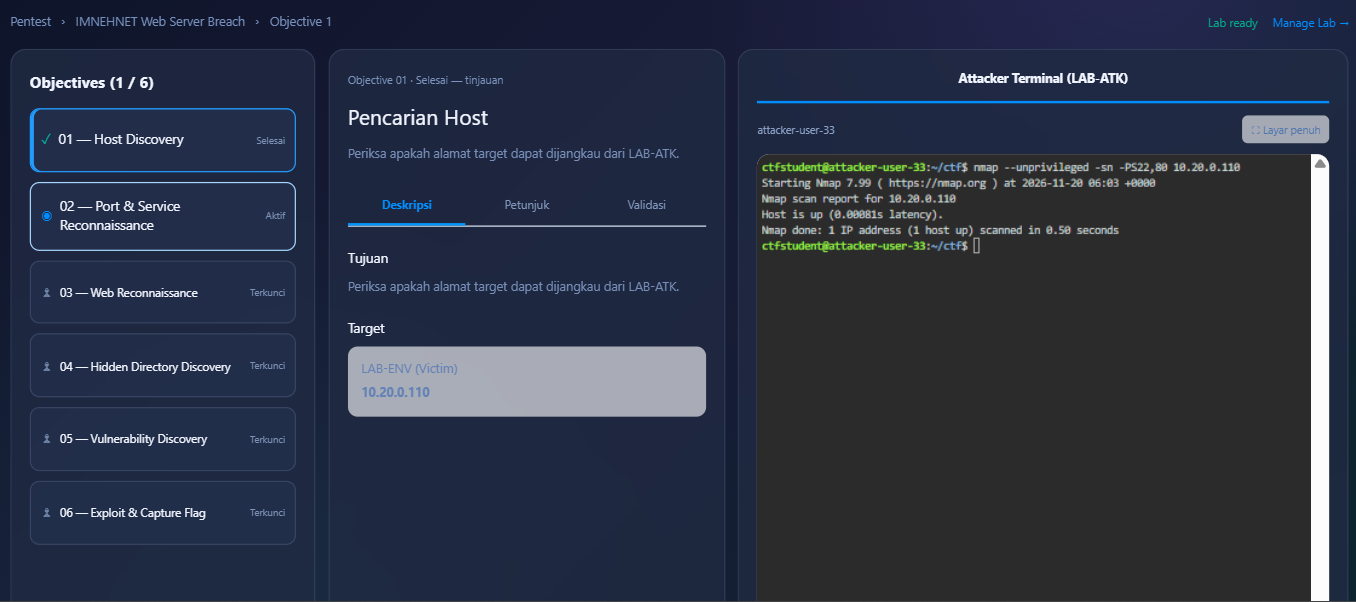 Pentest › IMNEHNET Web Server Breach › Objective 1
Lab ready Manage Lab →
Objectives (1 / 6)
✓ 01 — Host Discovery Selesai
02 — Port & Service
Reconnaissance
Aktif
03 — Web Reconnaissance Terkunci
04 — Hidden Directory Discovery Terkunci
05 — Vulnerability Discovery Terkunci
06 — Exploit & Capture Flag Terkunci
Objective 01 · Selesai — tinjauan
Pencarian Host
Periksa apakah alamat target dapat dijangkau dari LAB-ATK.
Deskripsi Petunjuk Validasi
Tujuan
Periksa apakah alamat target dapat dijangkau dari LAB-ATK.
Target
LAB-ENV (Victim)
10.20.0.110
Attacker Terminal (LAB-ATK)
attacker-user-33
Layar penuh
ctfstudent@attacker-user-33:~/ctf$ nmap --unprivileged -sn -PS22,80 10.20.0.110
Starting Nmap 7.99 ( https://nmap.org ) at 2026-11-20 06:03 +0000
Nmap scan report for 10.20.0.110
Host is up (0.00081s latency).
Nmap done: 1 IP address (1 host up) scanned in 0.50 seconds
ctfstudent@attacker-user-33:~/ctf$